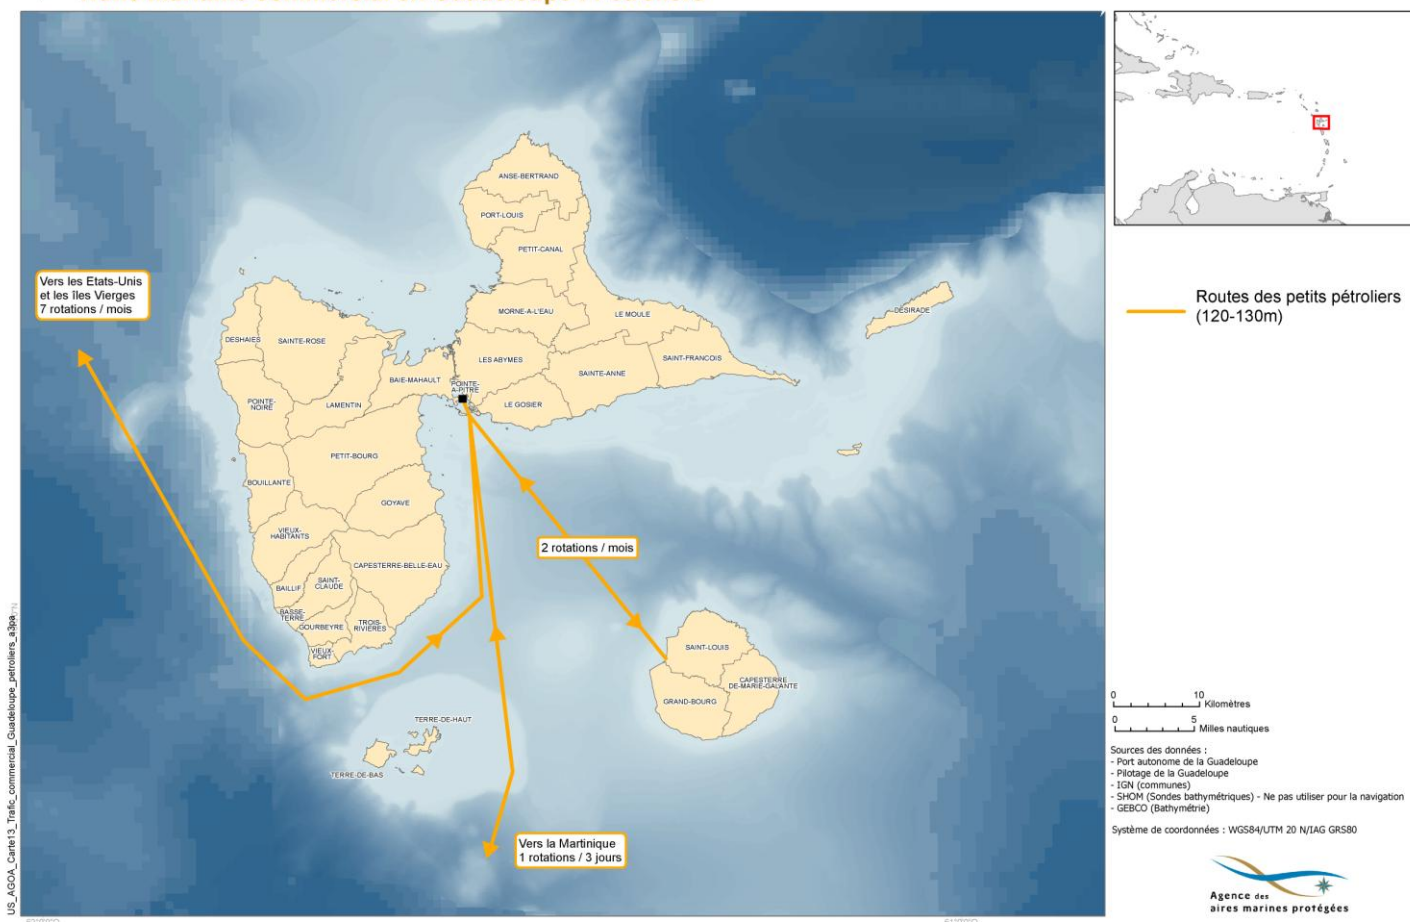 Vers les Etats-Unis
et les îles Vierges
7 rotations / mois
ANSE-BERTRAND
PORT-LOUIS
PETIT-CANAL
MORNE-A-L'EAU
LE MOULE
DESIRADE
DESHAIES
SAINTE-ROSE
LES ABYMES
SAINT-FRANCOIS
SAINTE-ANNE
BAIE-MAHAULT
POINTE-
A-PITRE
LE GOSIER
POINTE-
NOIRE
LAMENTIN
PETIT-BOURG
BOUILLANTE
GOYAVE
VIEUX-
HABITANTS
CAPESTERRE-BELLE-EAU
BAILLIF
SAINT-
CLAUDE
BASSE-
TERRE
GOURBEYRE
TROIS-
RIVIERES
VIEUX-
FORT
2 rotations / mois
SAINT-LOUIS
CAPESTERRE
DE-MARIE-GALANTE
GRAND-BOURG
TERRE-DE-HAUT
TERRE-DE-BAS
Vers la Martinique
1 rotations / 3 jours
Routes des petits pétroliers
(120-130m)
0 10 Kilomètres
0 5 Milles nautiques
Sources des données :
- Port autonome de la Guadeloupe
- Pilotage de la Guadeloupe
- IGN (communes)
- SHOM (Sondes bathymétriques) - Ne pas utiliser pour la navigation
- GEBCO (Bathymétrie)
Système de coordonnées : WGS84/UTM 20 N/IAG GRS80
Agence des
aires marines protégées
US_AGOA_Carte13_Trafic_commercial_Guadeloupe_petroliers_a3pa